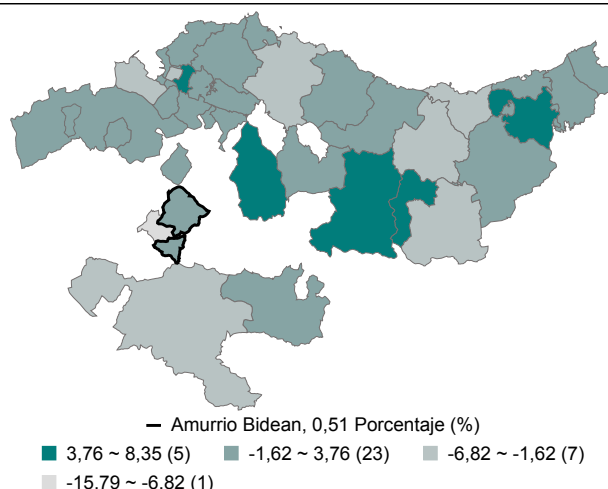 — Amurrio Bidean, 0,51 Porcentaje (%)
3,76 ~ 8,35 (5) -1,62 ~ 3,76 (23) -6,82 ~ -1,62 (7)
-15,79 ~ -6,82 (1)